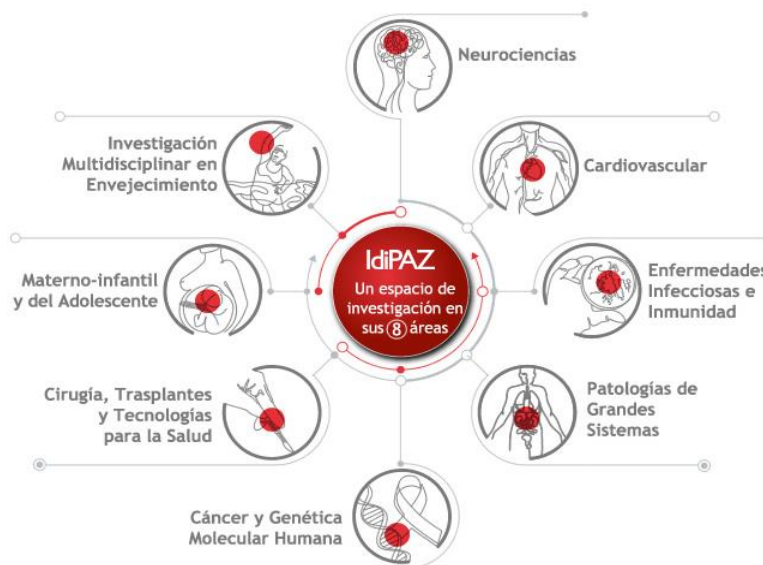 Neurociencias
Investigación
Multidisciplinar en
Envejecimiento
Cardiovascular
IdiPAZ
Un espacio de
investigación en
sus 8 áreas
Materno-infantil
y del Adolescente
Enfermedades
Infecciosas e
Inmunidad
Cirugía, Trasplantes
y Tecnologías
para la Salud
Patologías de
Grandes
Sistemas
Cáncer y Genética
Molecular Humana